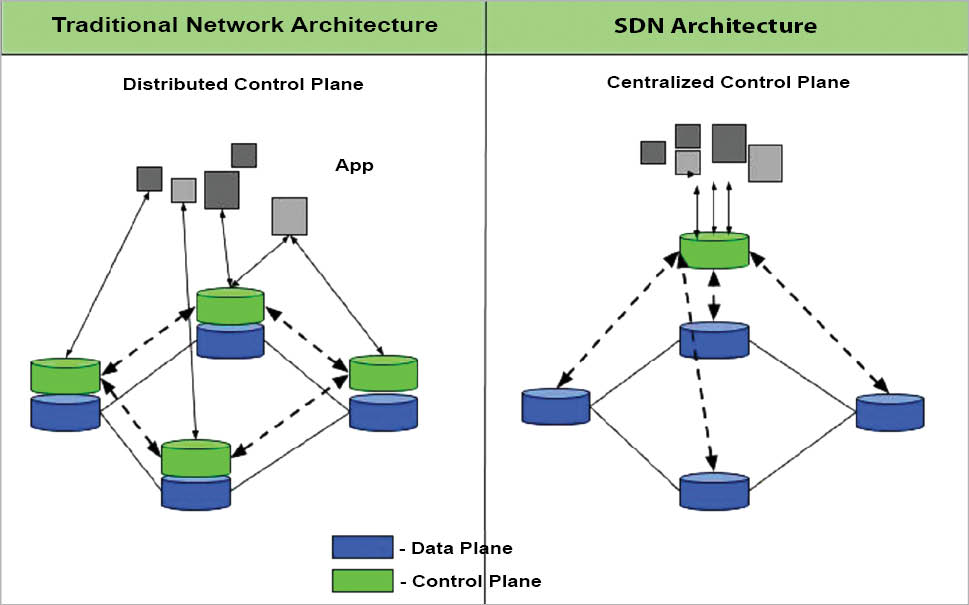 Traditional Network Architecture
SDN Architecture
Distributed Control Plane
Centralized Control Plane
App
- Data Plane
- Control Plane